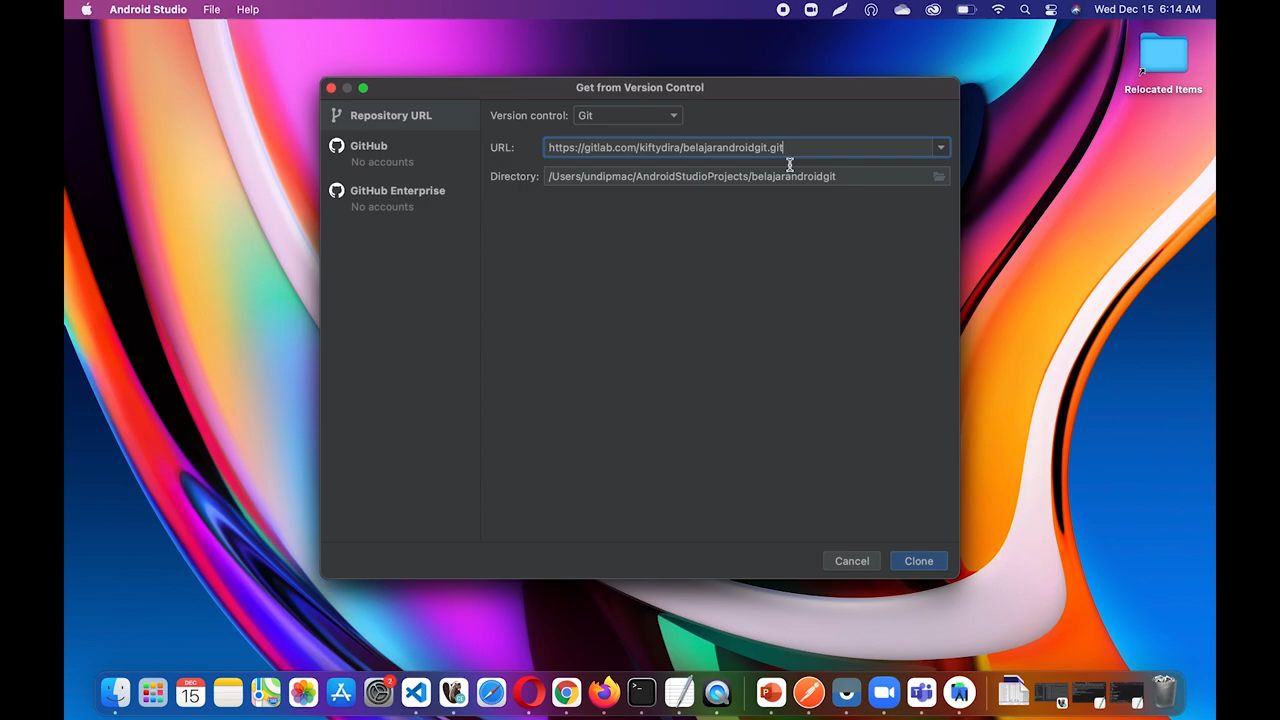 Android Studio File Help Wed Dec 15 6:14 AM
Relocated Items
Get from Version Control
Repository URL
GitHub
No accounts
GitHub Enterprise
No accounts
Version control: Git
URL: https://gitlab.com/kiftydira/belajarandroidgit.git
Directory: /Users/undipmac/AndroidStudioProjects/belajarandroidgit
Cancel Clone
DEC
15
2